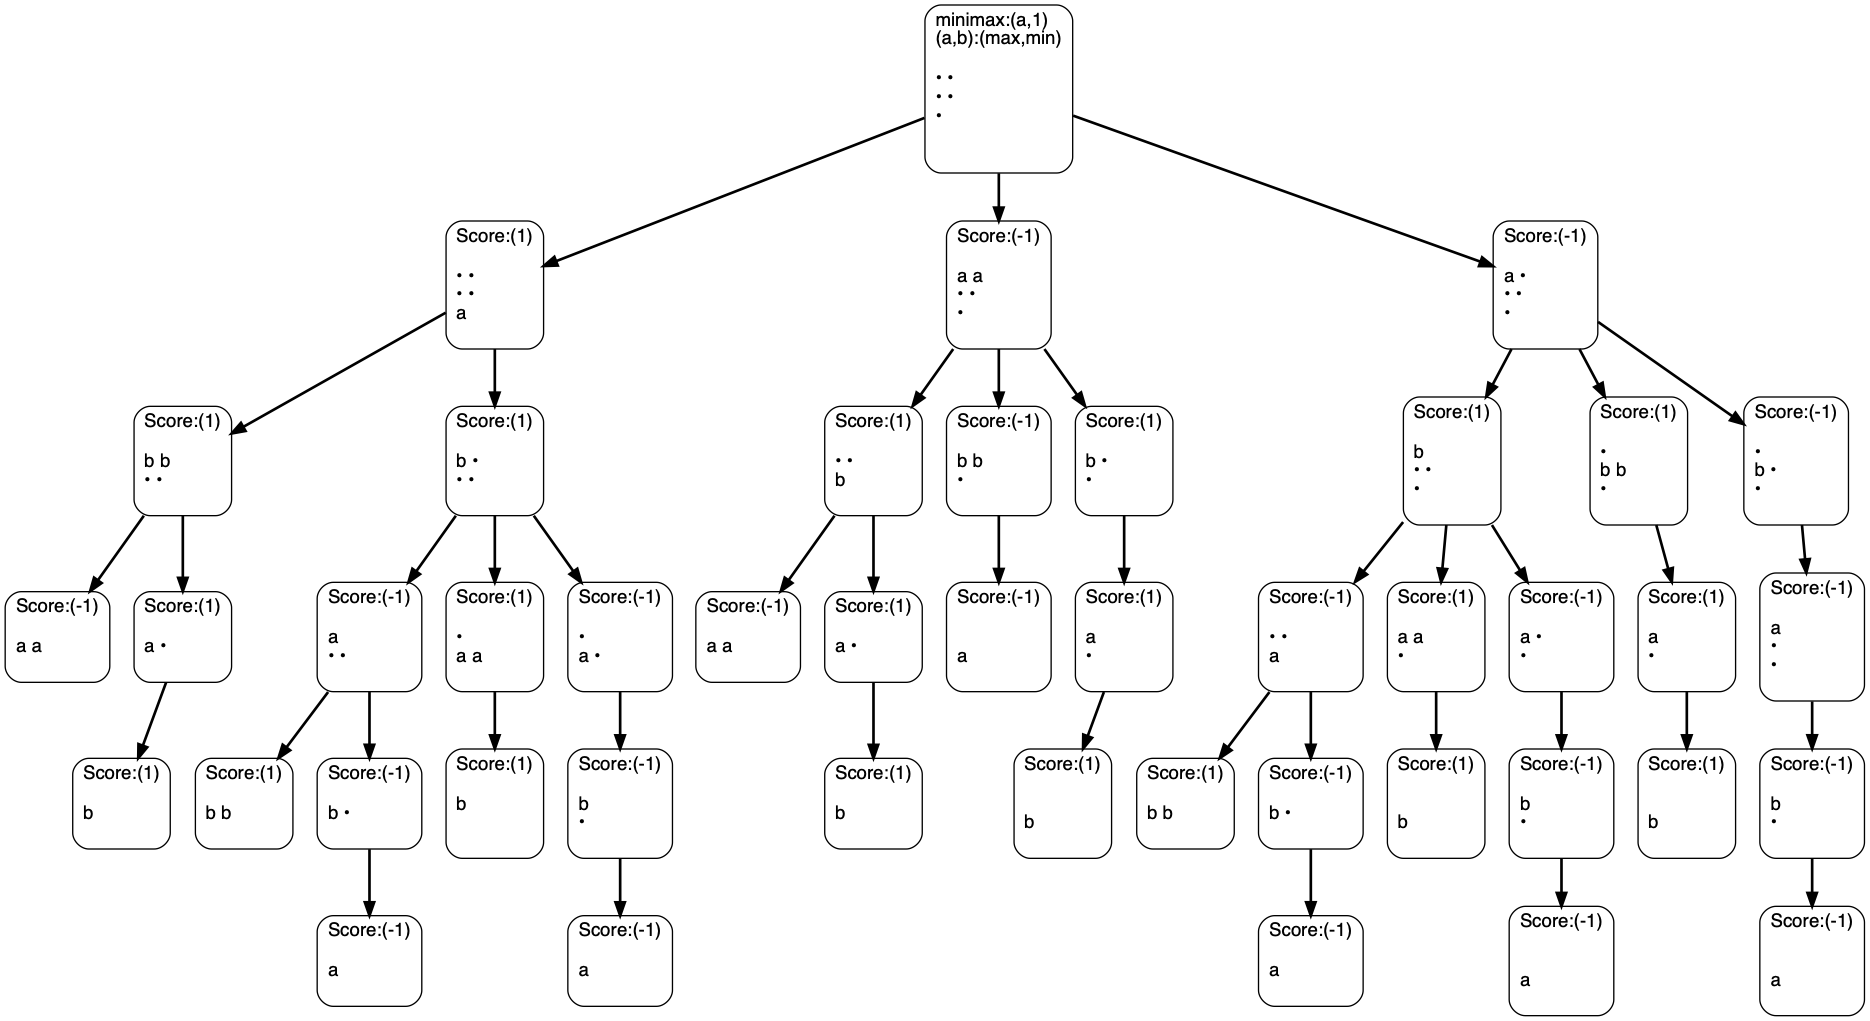 minimax:(a,1)
(a,b):(max,min)
• •
• •
•
Score:(1)
• •
• •
a
Score:(-1)
a a
• •
•
Score:(-1)
a •
• •
•
Score:(1)
b b
• •
Score:(1)
b •
• •
Score:(1)
• •
b
Score:(-1)
b b
•
Score:(1)
b •
•
Score:(1)
b
• •
•
Score:(1)
•
b b
•
Score:(-1)
•
b •
•
Score:(-1)
a a
Score:(1)
a •
Score:(-1)
a
• •
Score:(1)
•
a a
Score:(-1)
•
a •
Score:(-1)
a a
Score:(1)
a •
Score:(-1)
a
Score:(1)
a
•
Score:(-1)
• •
a
Score:(1)
a a
•
Score:(-1)
a •
•
Score:(1)
a
•
Score:(-1)
a
•
•
Score:(1)
b
Score:(1)
b b
Score:(-1)
b •
Score:(1)
b
Score:(-1)
b
•
Score:(1)
b
Score:(1)
b
Score:(1)
b b
Score:(-1)
b •
Score:(1)
b
Score:(-1)
b
•
Score:(1)
b
Score:(-1)
b
•
Score:(-1)
a
Score:(-1)
a
Score:(-1)
a
Score:(-1)
a
Score:(-1)
a